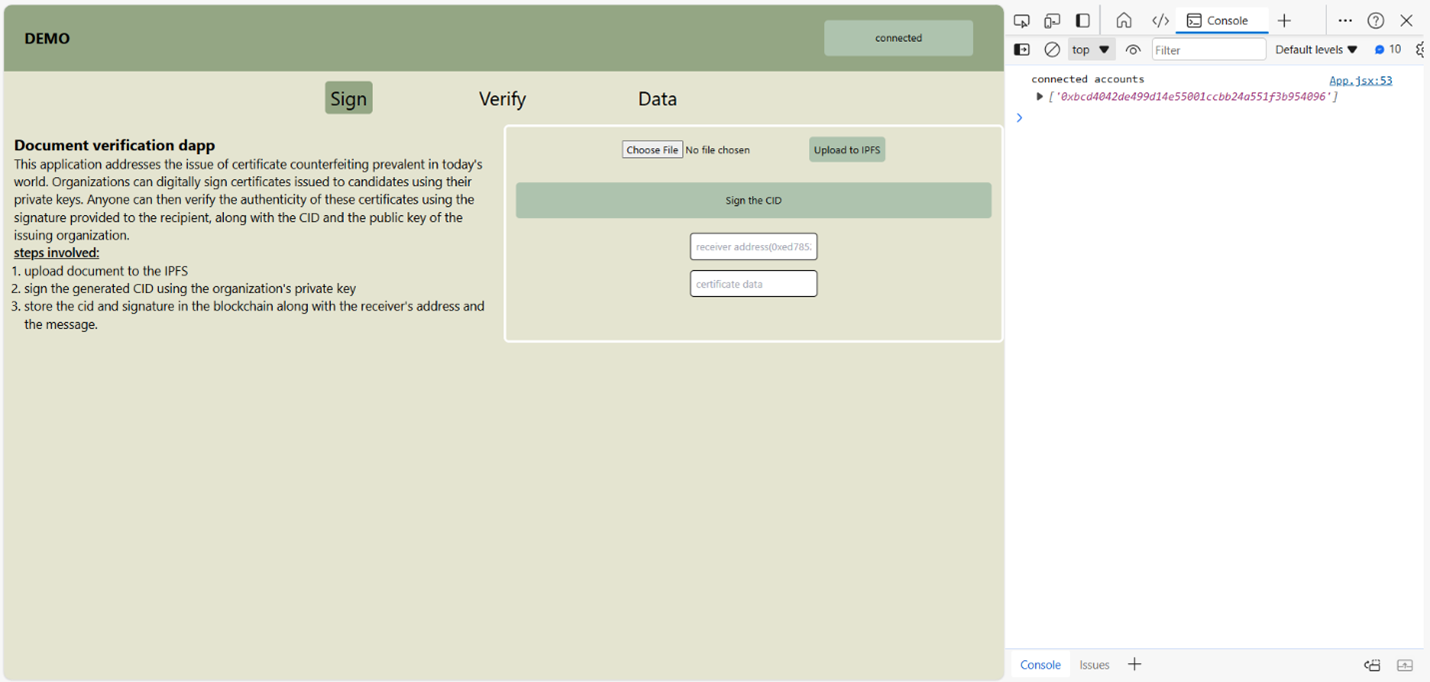 DEMO
connected
Sign
Verify
Data
Document verification dapp
This application addresses the issue of certificate counterfeiting prevalent in today's
world. Organizations can digitally sign certificates issued to candidates using their
private keys. Anyone can then verify the authenticity of these certificates using the
signature provided to the recipient, along with the CID and the public key of the
issuing organization.
steps involved:
1. upload document to the IPFS
2. sign the generated CID using the organization's private key
3. store the cid and signature in the blockchain along with the receiver's address and
the message.
Choose File No file chosen
Upload to IPFS
Sign the CID
receiver address(0xed785
certificate data
Console
top
Filter
Default levels
10
connected accounts
App.jsx:53
['0xbcd4042de499d14e55001ccbb24a551f3b954096']
Console
Issues